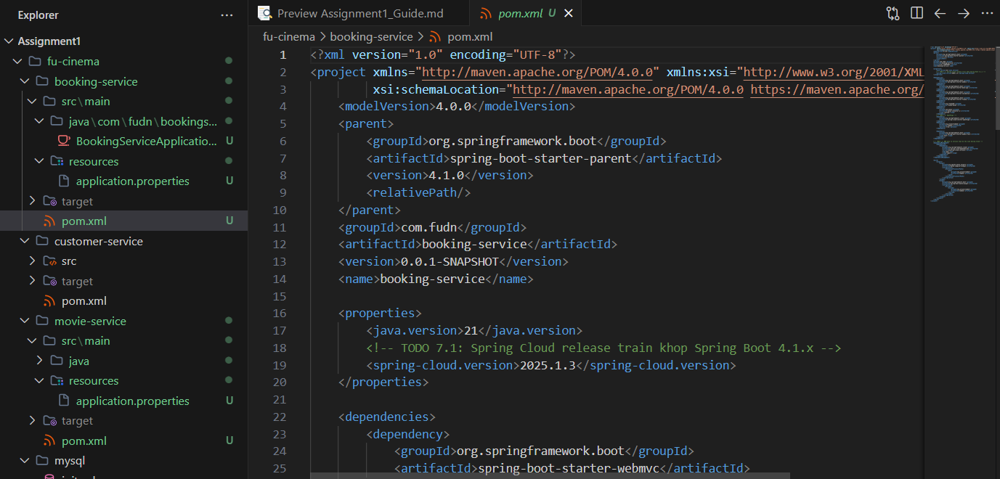 Explorer
Assignment1
fu-cinema
booking-service
src\main
java\com\fudn\bookings...
BookingServiceApplicatio... U
resources
application.properties U
target
pom.xml U
customer-service
src
target
pom.xml
movie-service
src\main
java
resources
application.properties U
target
pom.xml U
mysql
Preview Assignment1_Guide.md
pom.xml U
fu-cinema > booking-service > pom.xml
1 <?xml version="1.0" encoding="UTF-8"?>
2 <project xmlns="http://maven.apache.org/POM/4.0.0" xmlns:xsi="http://www.w3.org/2001/XML
3 xsi:schemaLocation="http://maven.apache.org/POM/4.0.0 https://maven.apache.org/
4 <modelVersion>4.0.0</modelVersion>
5 <parent>
6 <groupId>org.springframework.boot</groupId>
7 <artifactId>spring-boot-starter-parent</artifactId>
8 <version>4.1.0</version>
9 <relativePath/>
10 </parent>
11 <groupId>com.fudn</groupId>
12 <artifactId>booking-service</artifactId>
13 <version>0.0.1-SNAPSHOT</version>
14 <name>booking-service</name>
15
16 <properties>
17 <java.version>21</java.version>
18 <!-- TODO 7.1: Spring Cloud release train khop Spring Boot 4.1.x -->
19 <spring-cloud.version>2025.1.3</spring-cloud.version>
20 </properties>
21
22 <dependencies>
23 <dependency>
24 <groupId>org.springframework.boot</groupId>
25 <artifactId>spring-boot-starter-webmvc</artifactId>